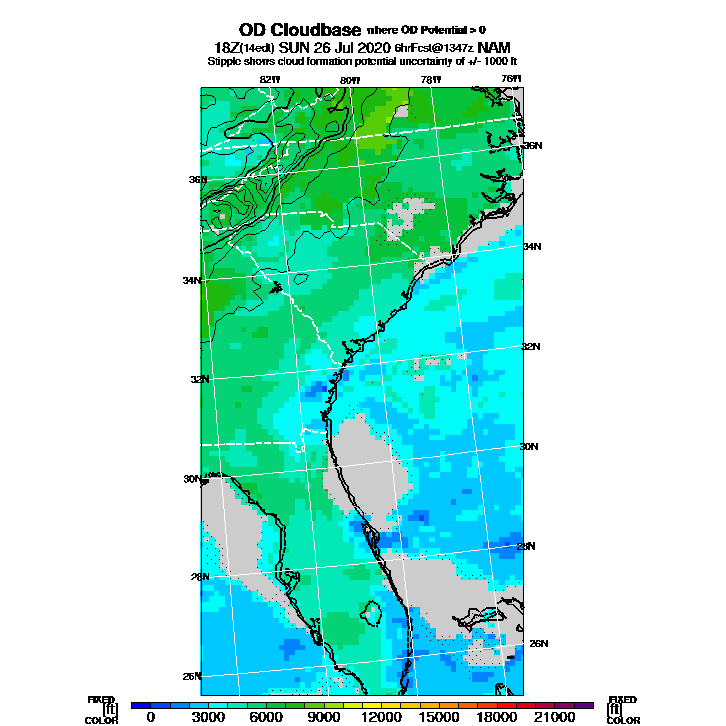 OD Cloudbase where OD Potential > 0
18Z(14edt) SUN 26 Jul 2020 6hrFcst@1347z NAM
Stipple shows cloud formation potential uncertainty of +/- 1000 ft
82W 80W 78W 76W
36N
36N
34N
34N
32N
32N
30N
30N
28N
28N
26N
26N
FIXED FIXED
[ft] [ft]
COLOR 0 3000 6000 9000 12000 15000 18000 21000 COLOR